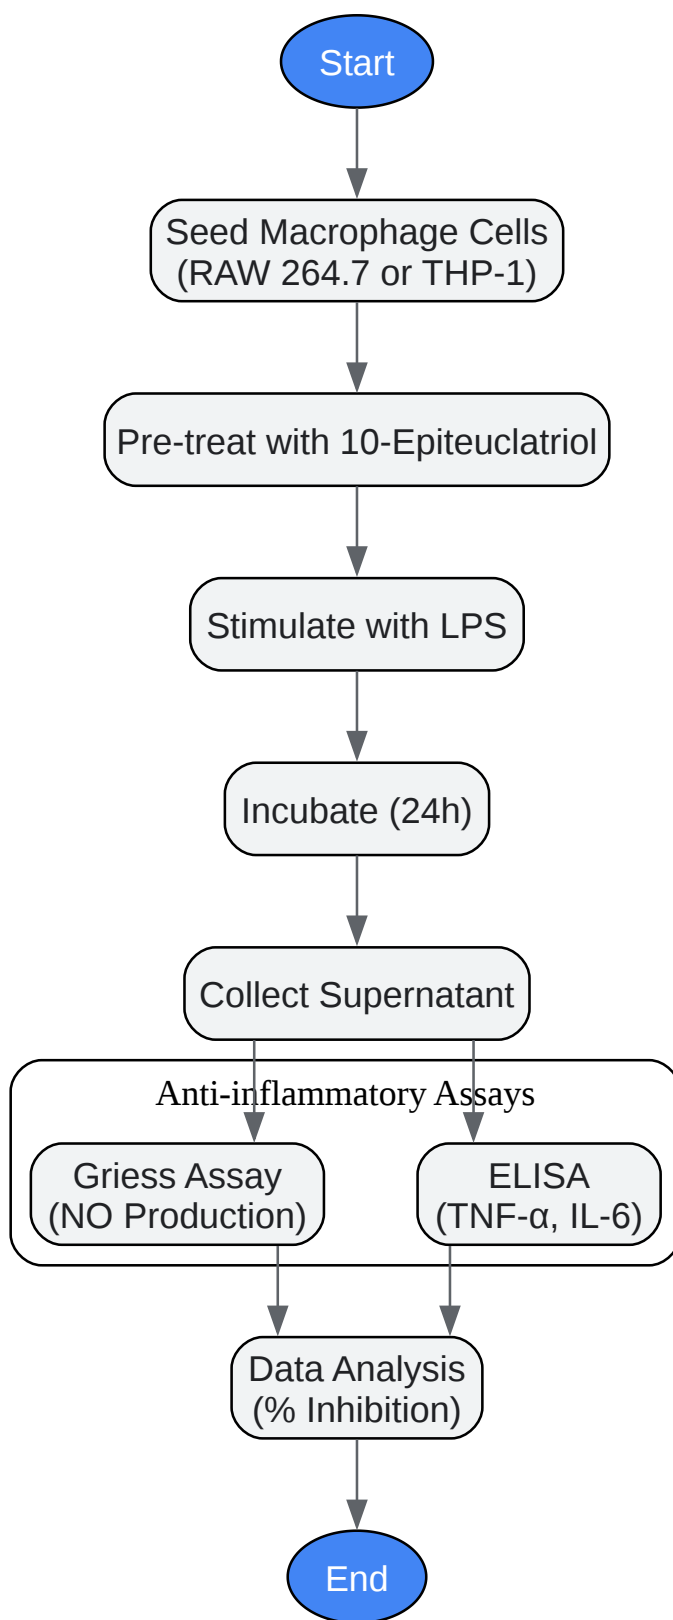 Start
Seed Macrophage Cells
(RAW 264.7 or THP-1)
Pre-treat with 10-Epiteuclatriol
Stimulate with LPS
Incubate (24h)
Collect Supernatant
Anti-inflammatory Assays
Griess Assay
(NO Production)
ELISA
(TNF-α, IL-6)
Data Analysis
(% Inhibition)
End